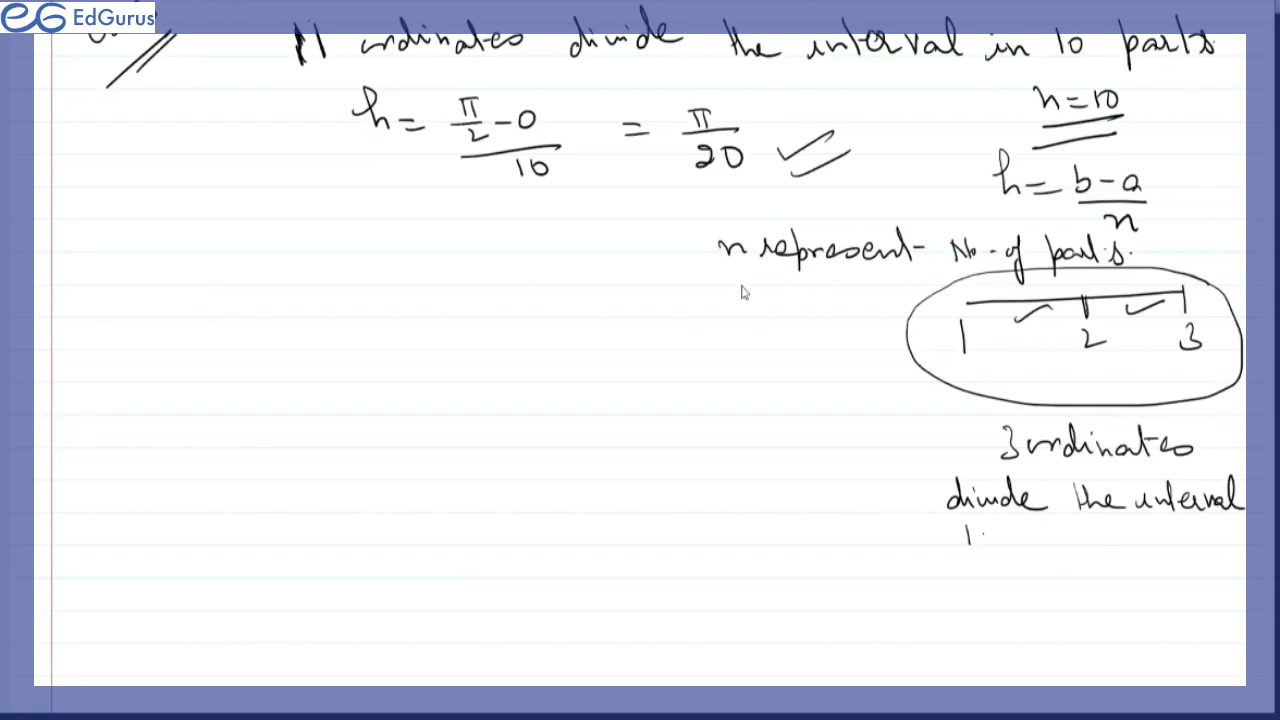 EdGurus
11 ordinates divide the interval in 10 parts
h = (π/2 - 0)/10 = π/20
n = 10
h = (b - a)/n
n represent No. of parts.
1 2 3
3 ordinates
divide the interval